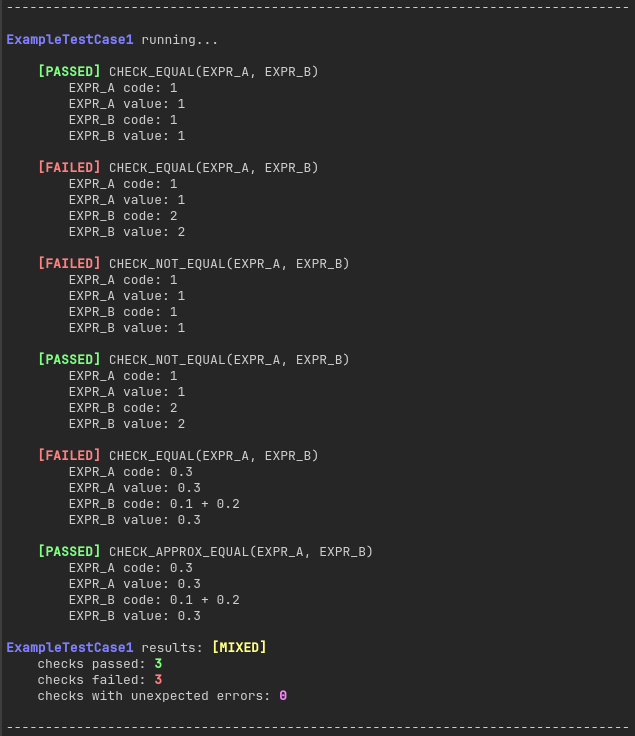 --------------------------------------------------------------------------------
ExampleTestCase1 running...
[PASSED] CHECK_EQUAL(EXPR_A, EXPR_B)
EXPR_A code: 1
EXPR_A value: 1
EXPR_B code: 1
EXPR_B value: 1
[FAILED] CHECK_EQUAL(EXPR_A, EXPR_B)
EXPR_A code: 1
EXPR_A value: 1
EXPR_B code: 2
EXPR_B value: 2
[FAILED] CHECK_NOT_EQUAL(EXPR_A, EXPR_B)
EXPR_A code: 1
EXPR_A value: 1
EXPR_B code: 1
EXPR_B value: 1
[PASSED] CHECK_NOT_EQUAL(EXPR_A, EXPR_B)
EXPR_A code: 1
EXPR_A value: 1
EXPR_B code: 2
EXPR_B value: 2
[FAILED] CHECK_EQUAL(EXPR_A, EXPR_B)
EXPR_A code: 0.3
EXPR_A value: 0.3
EXPR_B code: 0.1 + 0.2
EXPR_B value: 0.3
[PASSED] CHECK_APPROX_EQUAL(EXPR_A, EXPR_B)
EXPR_A code: 0.3
EXPR_A value: 0.3
EXPR_B code: 0.1 + 0.2
EXPR_B value: 0.3
ExampleTestCase1 results: [MIXED]
checks passed: 3
checks failed: 3
checks with unexpected errors: 0
--------------------------------------------------------------------------------